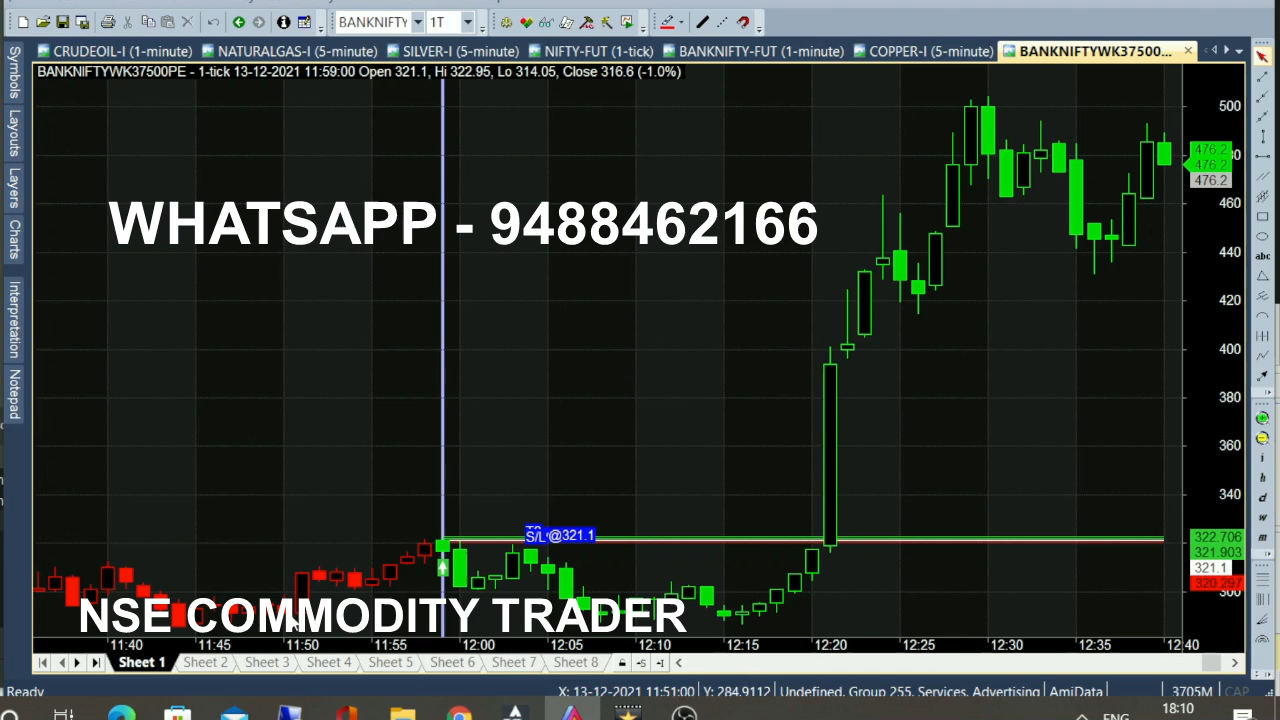 BANKNIFTY 1T
CRUDEOIL-I (1-minute) NATURALGAS-I (5-minute) SILVER-I (5-minute) NIFTY-FUT (1-tick) BANKNIFTY-FUT (1-minute) COPPER-I (5-minute) BANKNIFTYWK37500...
BANKNIFTYWK37500PE - 1-tick 13-12-2021 11:59:00 Open 321.1, Hi 322.95, Lo 314.05, Close 316.6 (-1.0%)
Symbols
Layouts
Layers
Charts
Interpretation
Notepad
WHATSAPP - 9488462166
500
476.2
476.2
476.2
460
440
420
400
380
360
340
S/L @321.1
322.706
321.903
321.1
320.297
abc
i
h
d
w
m
NSE COMMODITY TRADER
11:40 11:45 11:50 11:55 12:00 12:05 12:10 12:15 12:20 12:25 12:30 12:35 12:40
Sheet 1 Sheet 2 Sheet 3 Sheet 4 Sheet 5 Sheet 6 Sheet 7 Sheet 8
Ready X: 13-12-2021 11:51:00 Y: 284.9112 Undefined, Group 255, Services, Advertising AmiData 3705M CAP
18:10
ENG